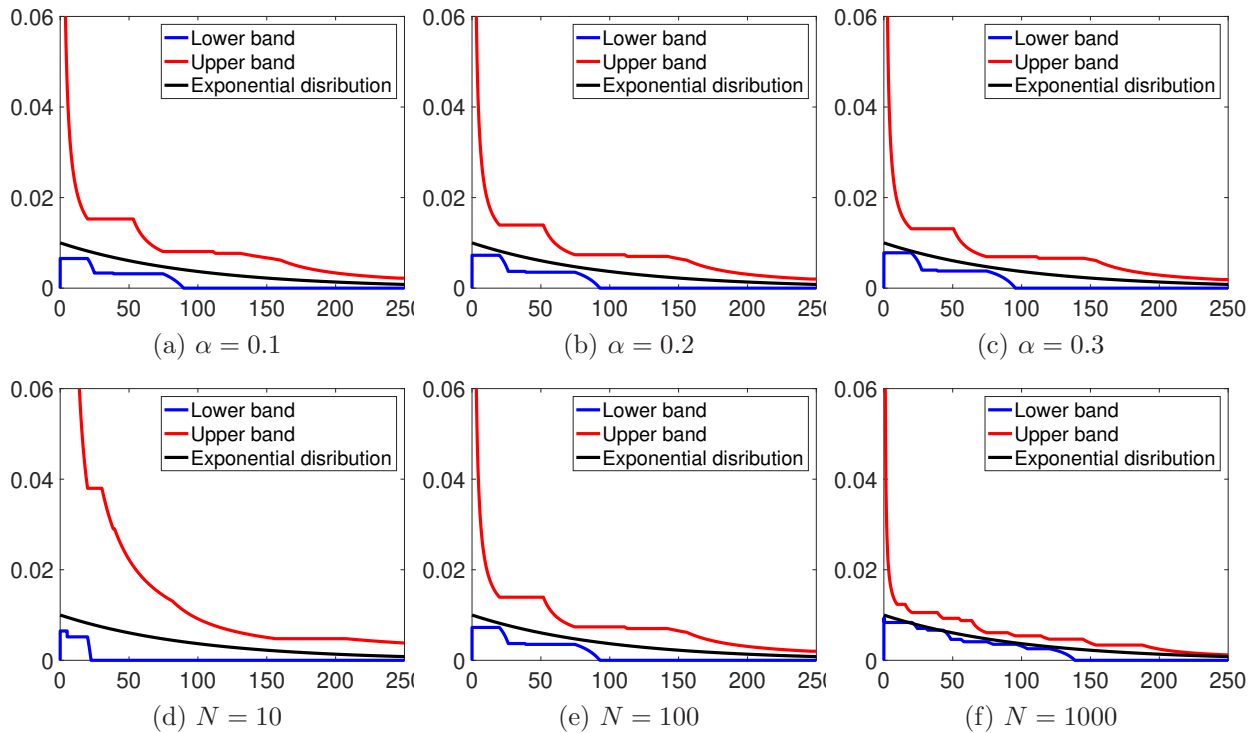 0.06 0.06 0.06
Lower band Lower band Lower band
Upper band Upper band Upper band
Exponential disribution Exponential disribution Exponential disribution
0.04 0.04 0.04
0.02 0.02 0.02
0 0 0
0 50 100 150 200 250 0 50 100 150 200 250 0 50 100 150 200 250
(a) α = 0.1 (b) α = 0.2 (c) α = 0.3
0.06 0.06 0.06
Lower band Lower band Lower band
Upper band Upper band Upper band
Exponential disribution Exponential disribution Exponential disribution
0.04 0.04 0.04
0.02 0.02 0.02
0 0 0
0 50 100 150 200 250 0 50 100 150 200 250 0 50 100 150 200 250
(d) N = 10 (e) N = 100 (f) N = 1000